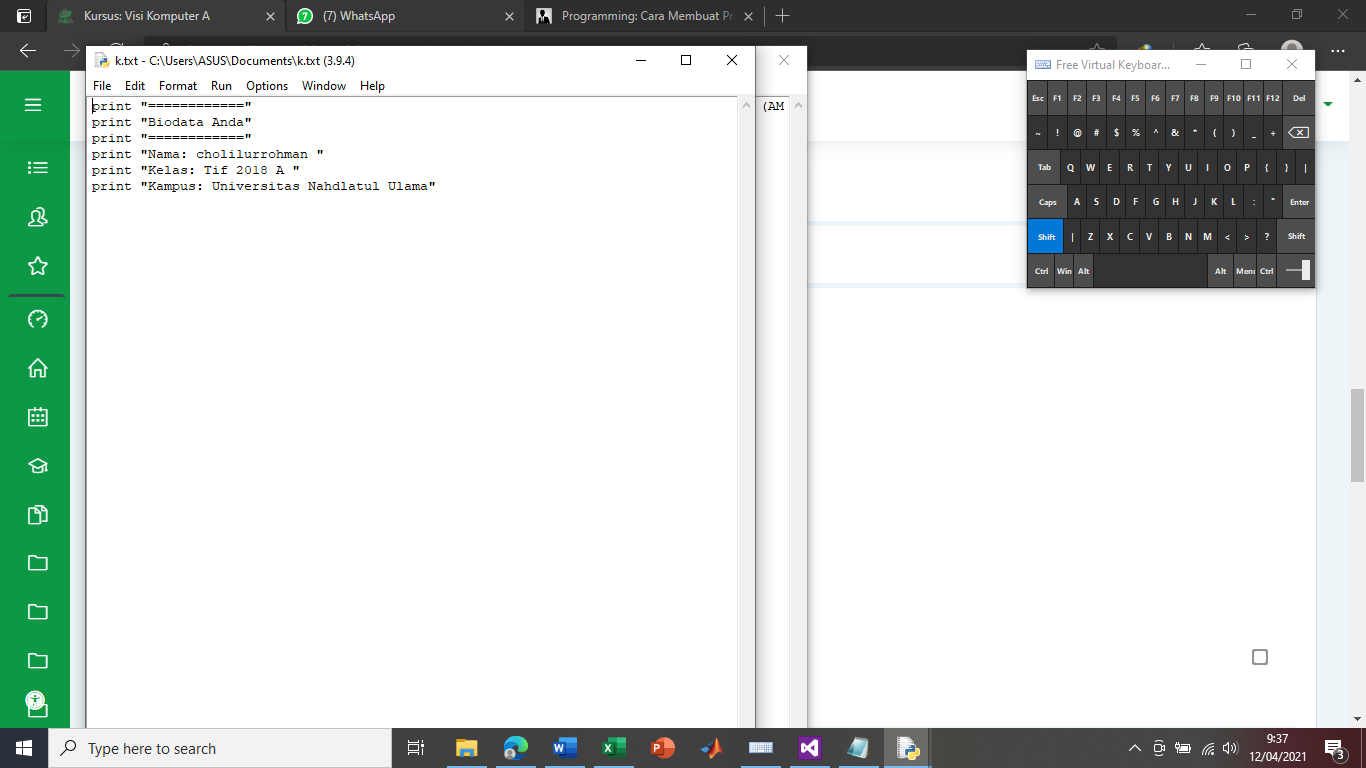 Kursus: Visi Komputer A
(7) WhatsApp
Programming: Cara Membuat Pr
k.txt - C:\Users\ASUS\Documents\k.txt (3.9.4)
File Edit Format Run Options Window Help
print "============"
print "Biodata Anda"
print "============"
print "Nama: cholilurrohman "
print "Kelas: Tif 2018 A "
print "Kampus: Universitas Nahdlatul Ulama"
(AM
Free Virtual Keyboar...
Esc F1 F2 F3 F4 F5 F6 F7 F8 F9 F10 F11 F12 Del
~ ! @ # $ % ^ & * ( ) _ +
Tab Q W E R T Y U I O P { } |
Caps A S D F G H J K L : " Enter
Shift | Z X C V B N M < > ? Shift
Ctrl Win Alt Alt Menu Ctrl
Type here to search
9:37
12/04/2021
3